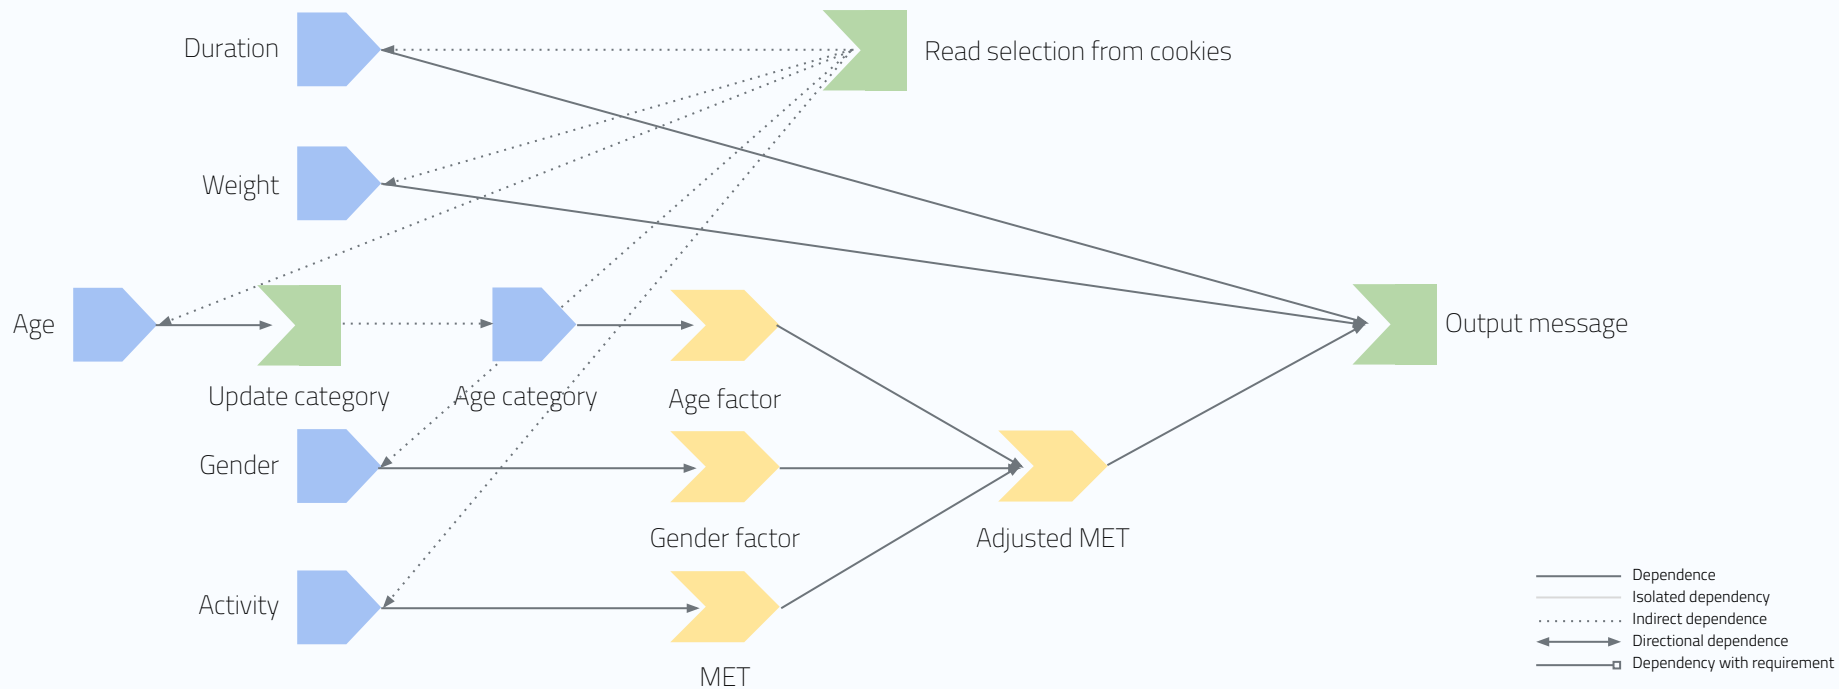 Duration
Read selection from cookies
Weight
Age
Output message
Update category
Age category
Age factor
Gender
Gender factor
Adjusted MET
Activity
MET
Dependence
Isolated dependency
Indirect dependence
Directional dependence
Dependency with requirement